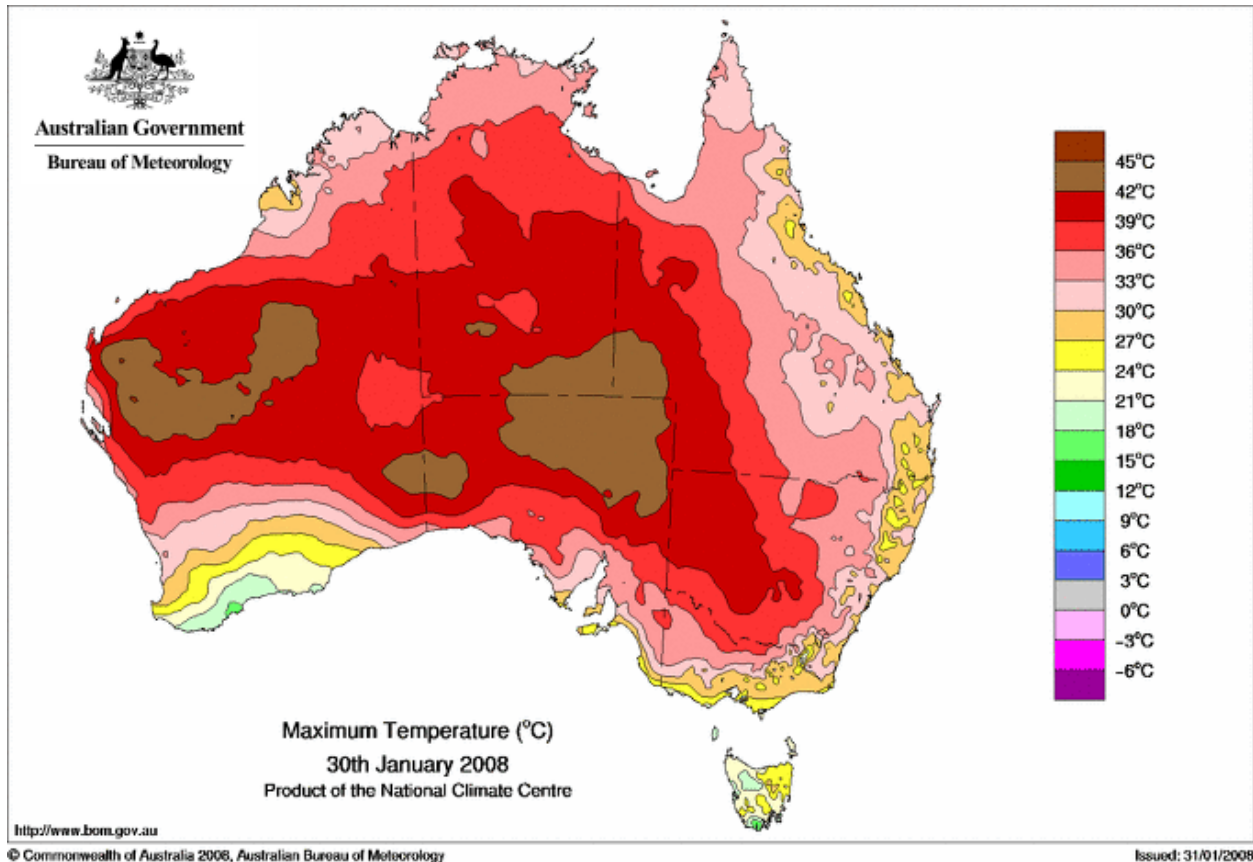 Australian Government
Bureau of Meteorology
45°C
42°C
39°C
36°C
33°C
30°C
27°C
24°C
21°C
18°C
15°C
12°C
9°C
6°C
3°C
0°C
-3°C
-6°C
Maximum Temperature (°C)
30th January 2008
Product of the National Climate Centre
http://www.bom.gov.au
© Commonwealth of Australia 2008, Australian Bureau of Meteorology
Issued: 31/01/2008